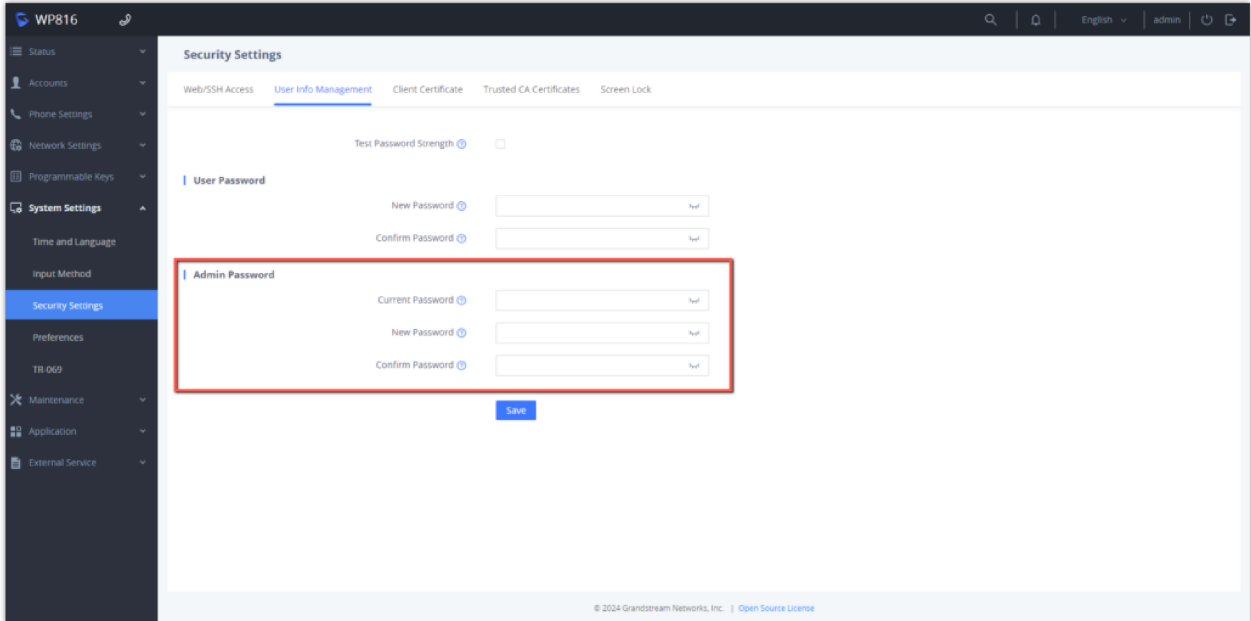 WP816
English
admin
Status
Accounts
Phone Settings
Network Settings
Programmable Keys
System Settings
Time and Language
Input Method
Security Settings
Preferences
TR-069
Maintenance
Application
External Service
Security Settings
Web/SSH Access
User Info Management
Client Certificate
Trusted CA Certificates
Screen Lock
Test Password Strength
User Password
New Password
Confirm Password
Admin Password
Current Password
New Password
Confirm Password
Save
© 2024 Grandstream Networks, Inc. | Open Source License